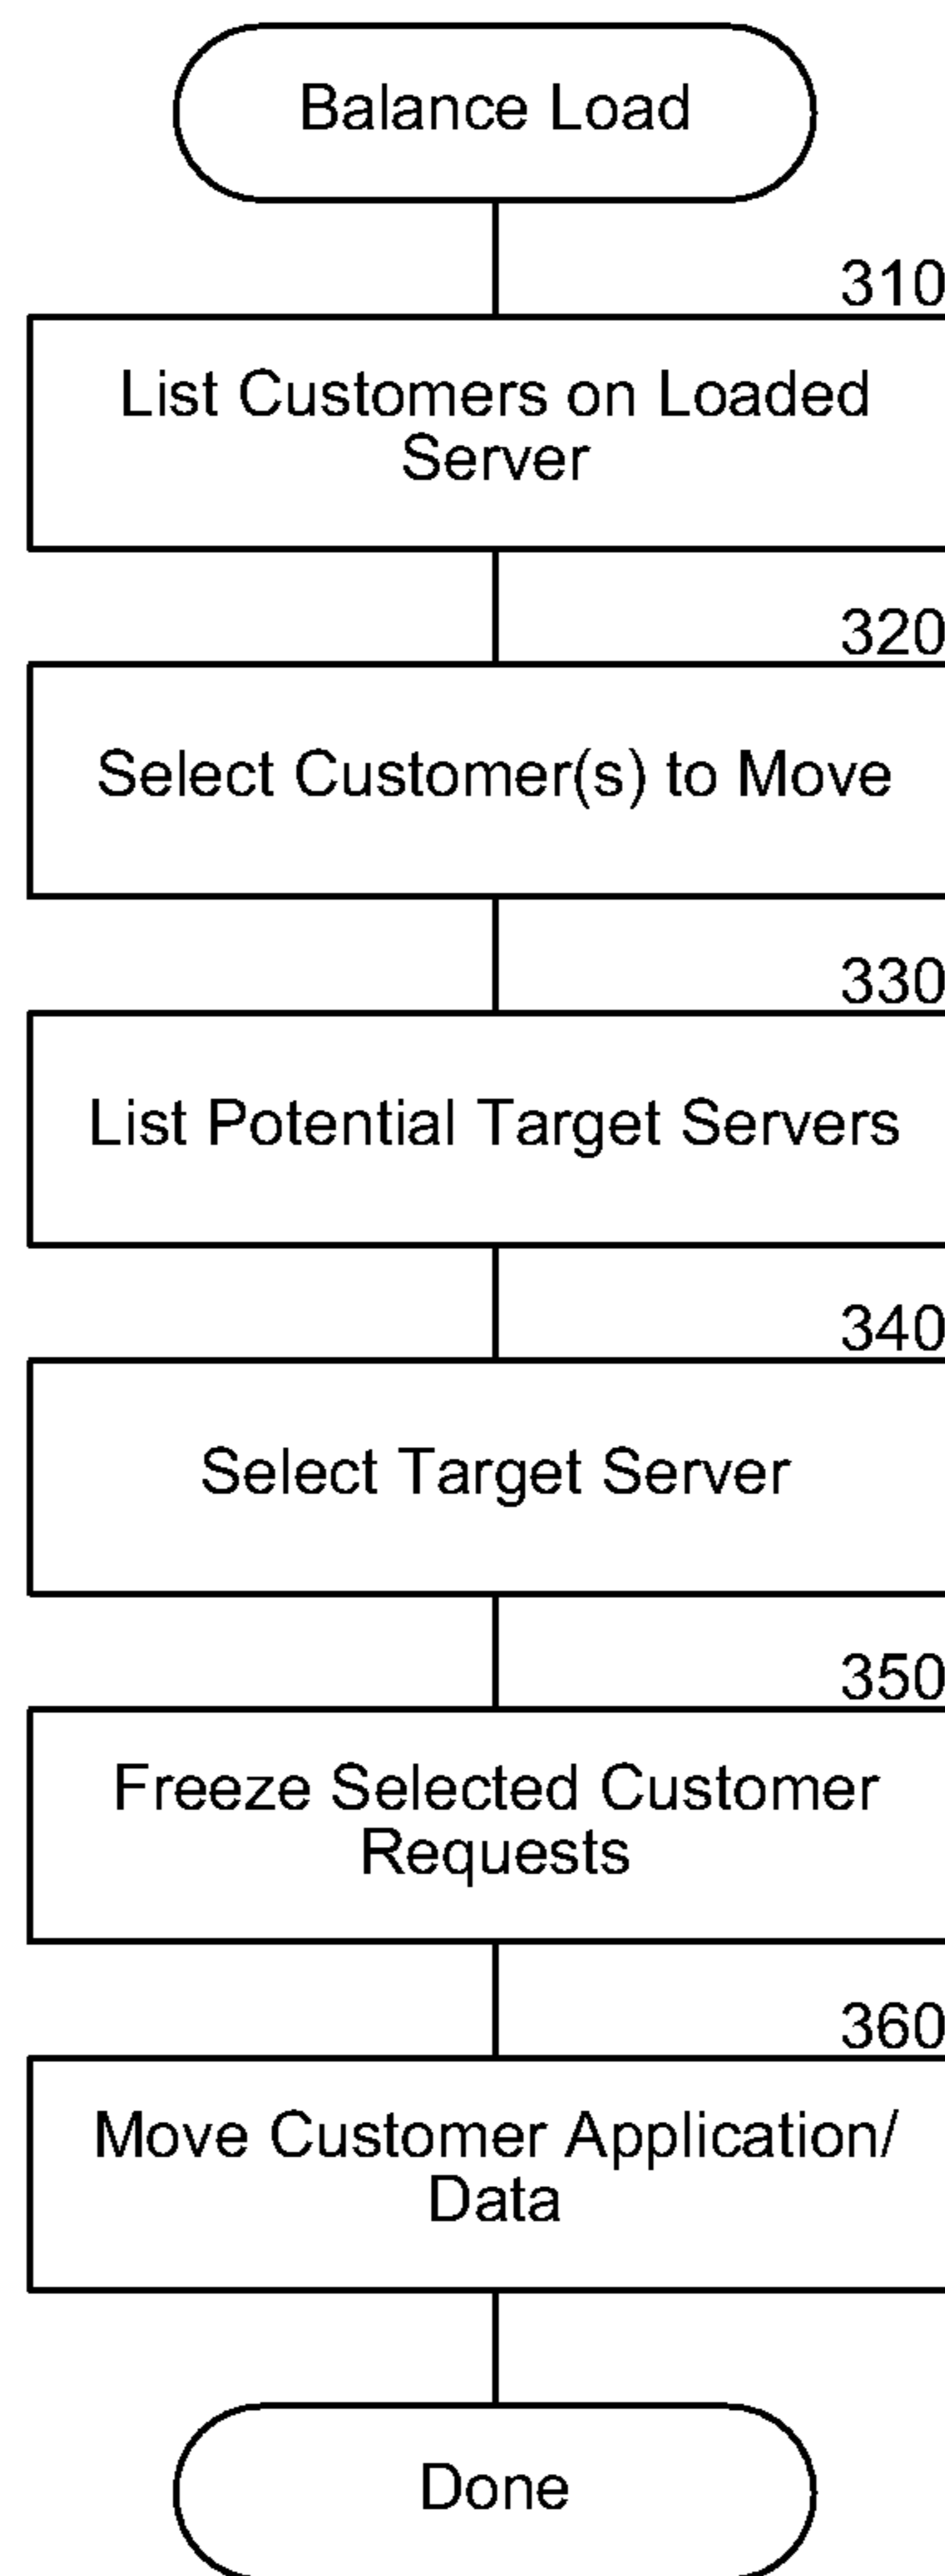 Balance Load
310
List Customers on Loaded
Server
320
Select Customer(s) to Move
330
List Potential Target Servers
340
Select Target Server
350
Freeze Selected Customer
Requests
360
Move Customer Application/
Data
Done